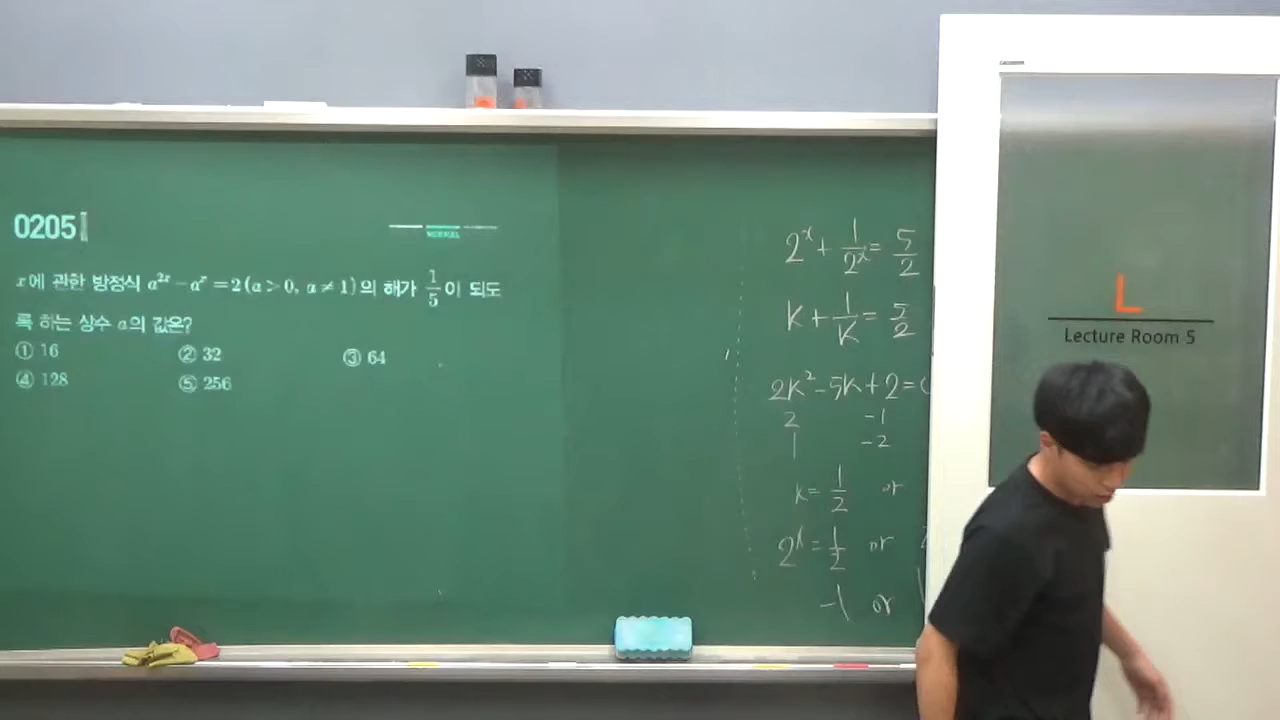 0205
NORMAL
x에 관한 방정식 a^{2x} - a^x = 2 (a > 0, a ≠ 1)의 해가 1/5이 되도
록 하는 상수 a의 값은?
① 16 ② 32 ③ 64
④ 128 ⑤ 256
2^x + 1/2^x = 5/2
K + 1/K = 5/2
2K² - 5K + 2 =
2 -1
1 -2
k = 1/2 or
2^x = 1/2 or
-1 or
L
Lecture Room 5